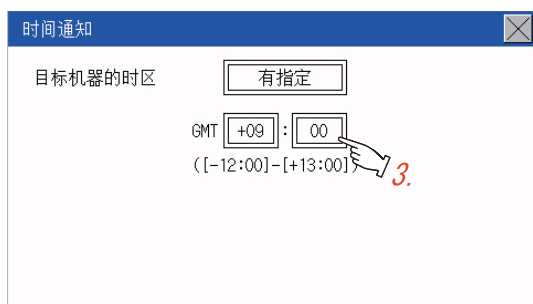 时间通知
目标机器的时区 有指定
GMT +09 : 00
([-12:00]-[+13:00])
3.